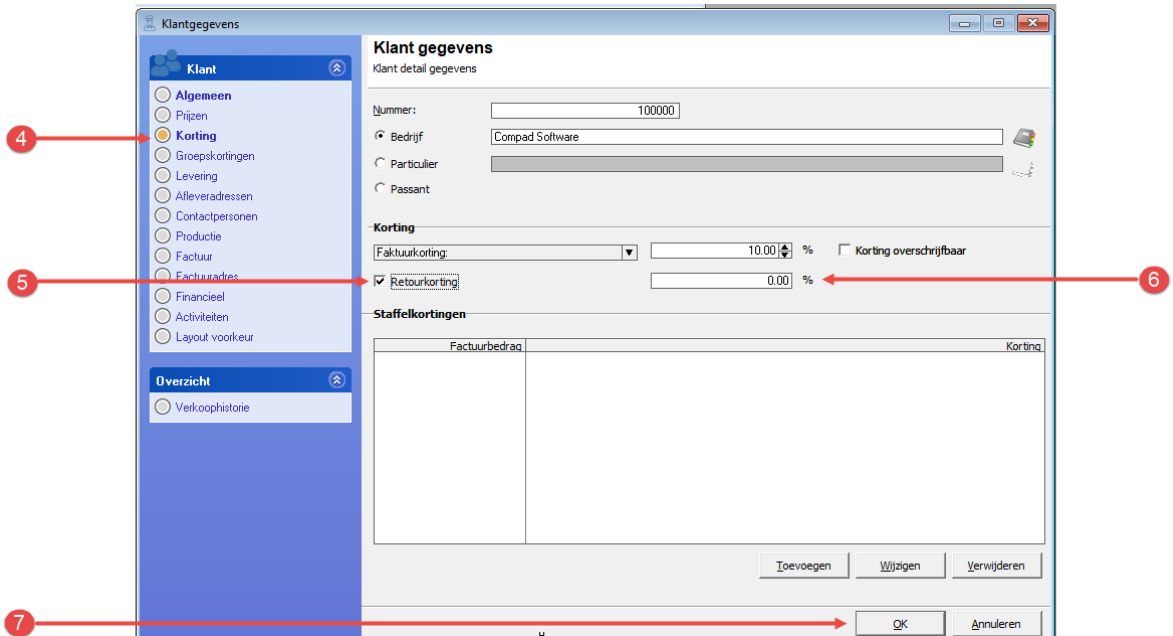 Klantgegevens
Klant
Algemeen
Prijzen
Korting
Groepskortingen
Levering
Afleveradressen
Contactpersonen
Productie
Factuur
Factuuradres
Financieel
Activiteiten
Layout voorkeur
Overzicht
Verkoophistorie
Klant gegevens
Klant detail gegevens
Nummer: 100000
Bedrijf Compad Software
Particulier
Passant
Korting
Faktuurkorting: 10.00 % Korting overschrijfbaar
Retourkorting 0.00 %
Staffelkortingen
Factuurbedrag Korting
Toevoegen Wijzigen Verwijderen
OK Annuleren
4
5
6
7